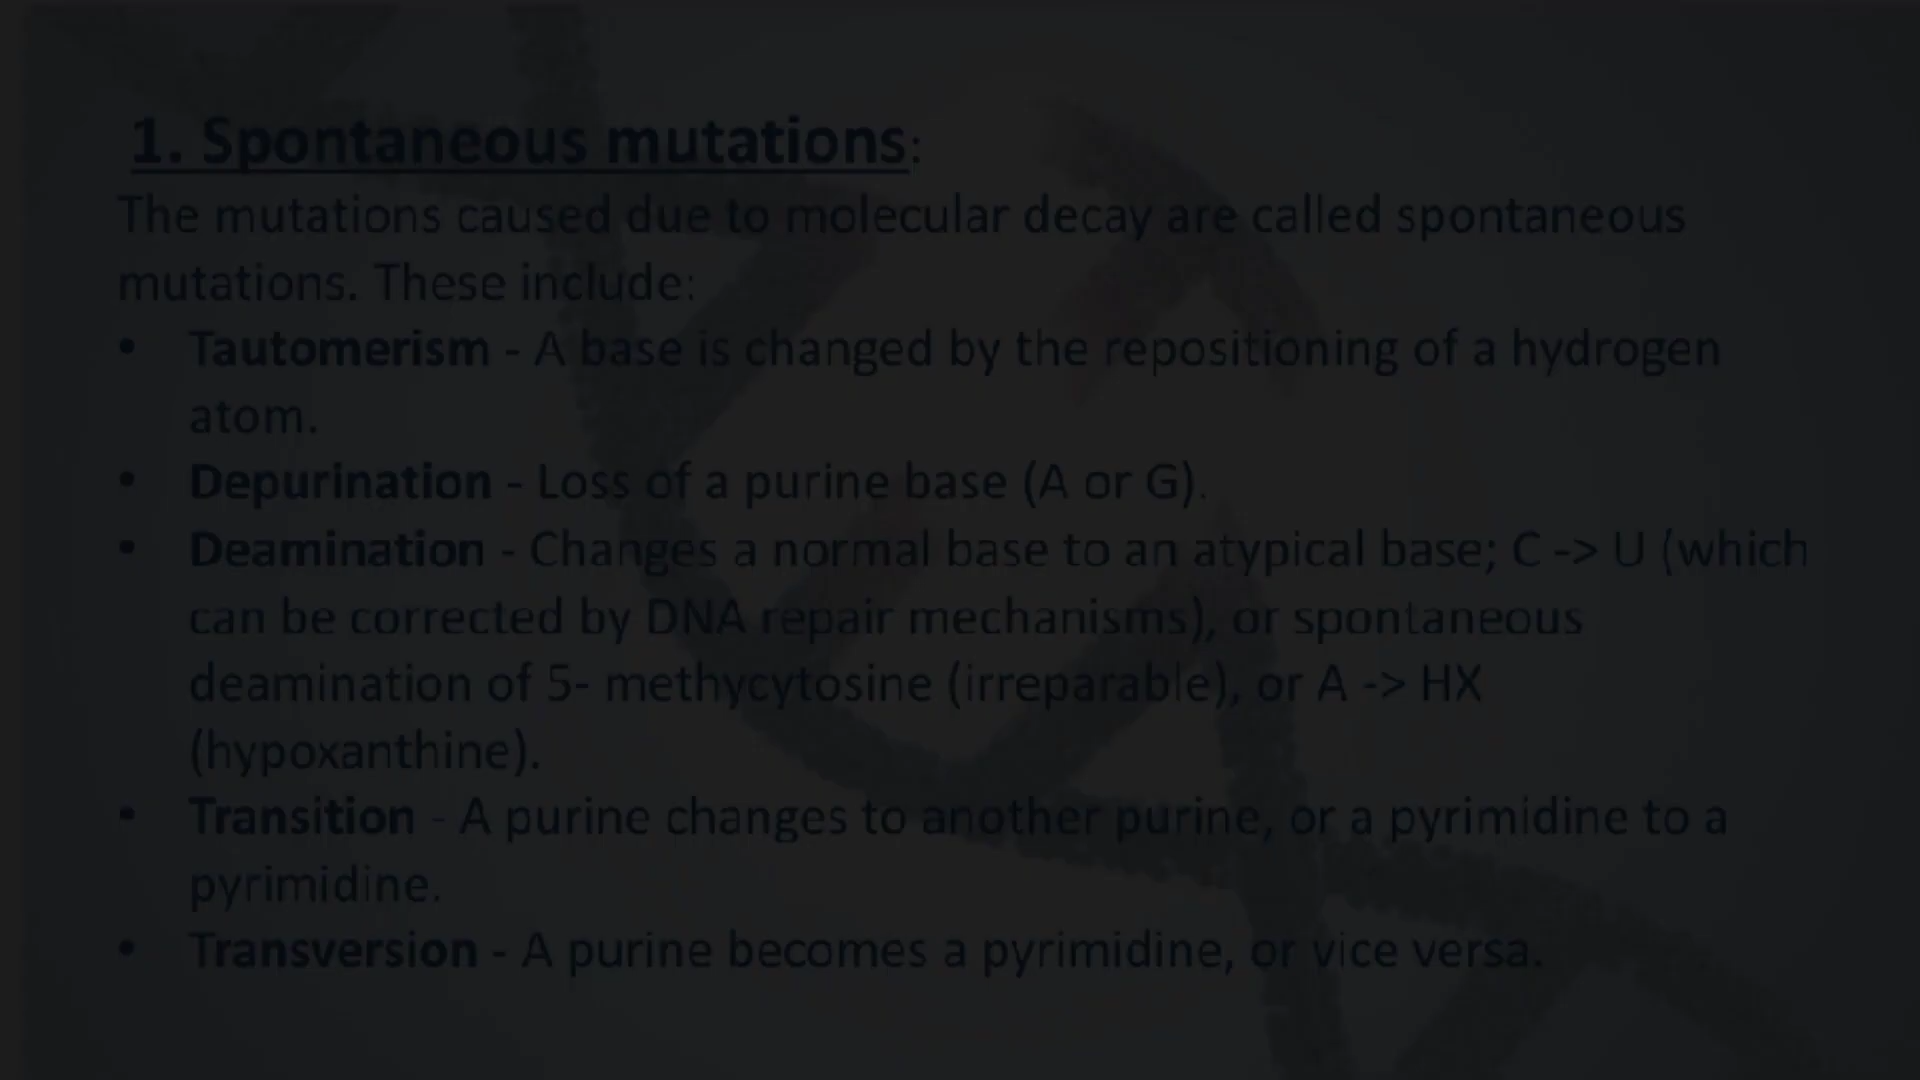 1. Spontaneous mutations:
The mutations caused due to molecular decay are called spontaneous
mutations. These include:
• Tautomerism - A base is changed by the repositioning of a hydrogen
atom.
• Depurination - Loss of a purine base (A or G).
• Deamination - Changes a normal base to an atypical base; C -> U (which
can be corrected by DNA repair mechanisms), or spontaneous
deamination of 5- methycytosine (irreparable), or A -> HX
(hypoxanthine).
• Transition - A purine changes to another purine, or a pyrimidine to a
pyrimidine.
• Transversion - A purine becomes a pyrimidine, or vice versa.